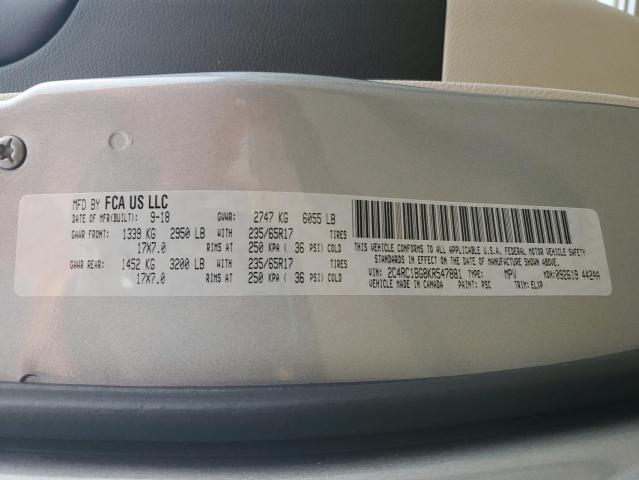 MFD BY FCA US LLC
DATE OF MFR(BUILT): 9-18 GVWR: 2747 KG 6055 LB
GAWR FRONT: 1339 KG 2950 LB WITH 235/65R17 TIRES
17X7.0 RIMS AT 250 KPA ( 36 PSI) COLD
GAWR REAR: 1452 KG 3200 LB WITH 235/65R17 TIRES
17X7.0 RIMS AT 250 KPA ( 36 PSI) COLD
THIS VEHICLE CONFORMS TO ALL APPLICABLE U.S.A. FEDERAL MOTOR VEHICLE SAFETY
STANDARDS IN EFFECT ON THE DATE OF MANUFACTURE SHOWN ABOVE.
VIN: 2C4RC1BG8KR547881 TYPE: MPV MDH: 092619 442AA
VEHICLE MADE IN CANADA PAINT: PSC TRIM: ELXP